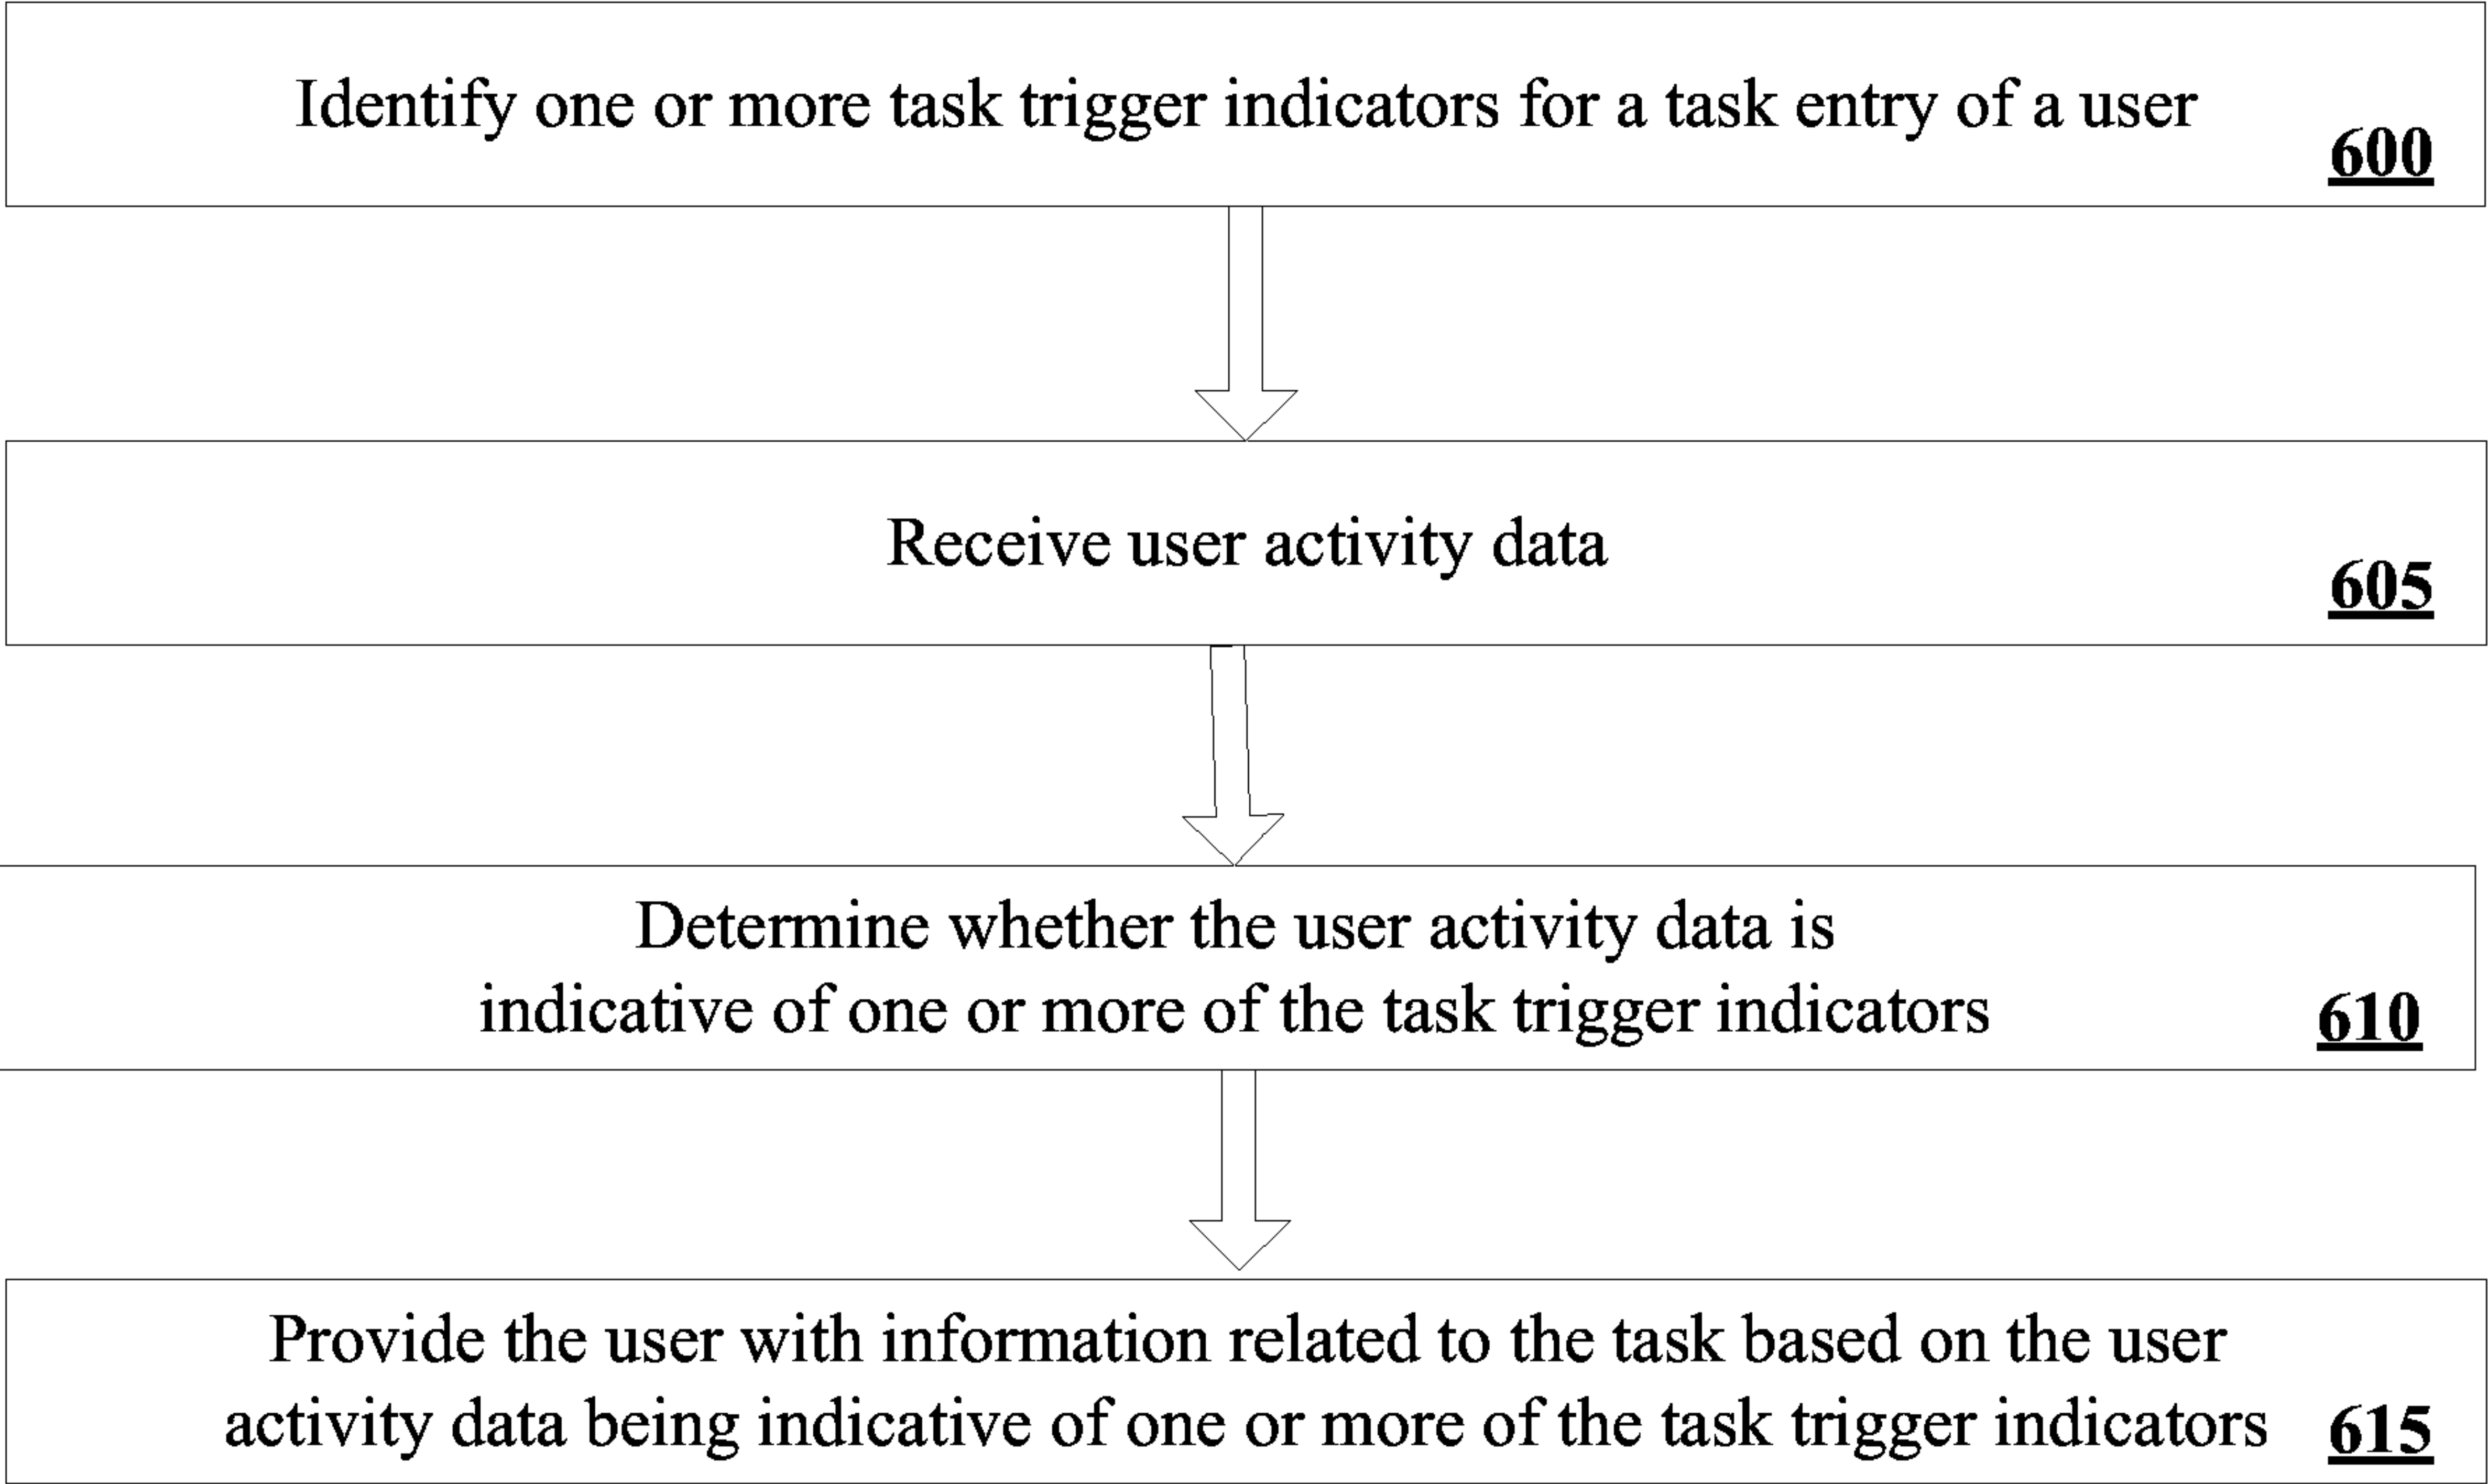 Identify one or more task trigger indicators for a task entry of a user
600
Receive user activity data
605
Determine whether the user activity data is
indicative of one or more of the task trigger indicators
610
Provide the user with information related to the task based on the user
activity data being indicative of one or more of the task trigger indicators
615